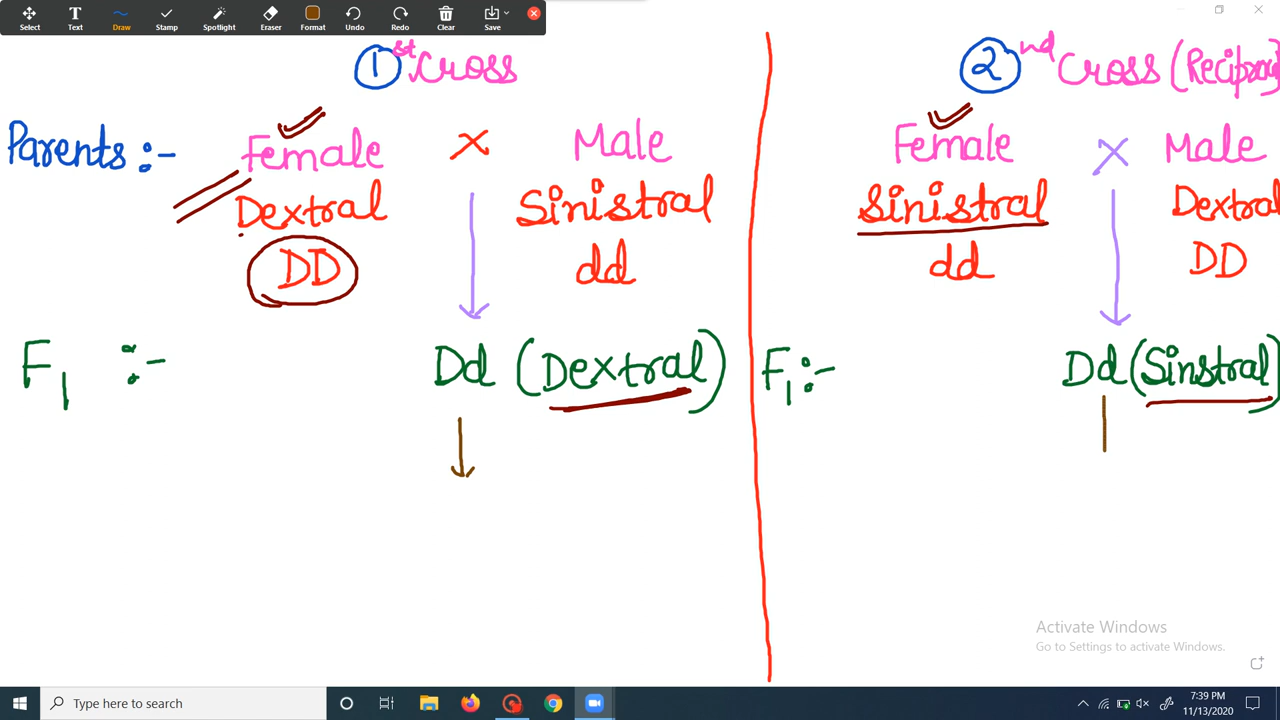 Select Text Draw Stamp Spotlight Eraser Format Undo Redo Clear Save
1st Cross
Parents :-
Female × Male
Dextral Sinistral
DD dd
F1 :- Dd (Dextral)
2nd Cross (Reciproc
Female × Male
Sinistral Dextral
dd DD
F1 :- Dd (Sinstral)
Activate Windows
Go to Settings to activate Windows.
Type here to search
7:39 PM
11/13/2020